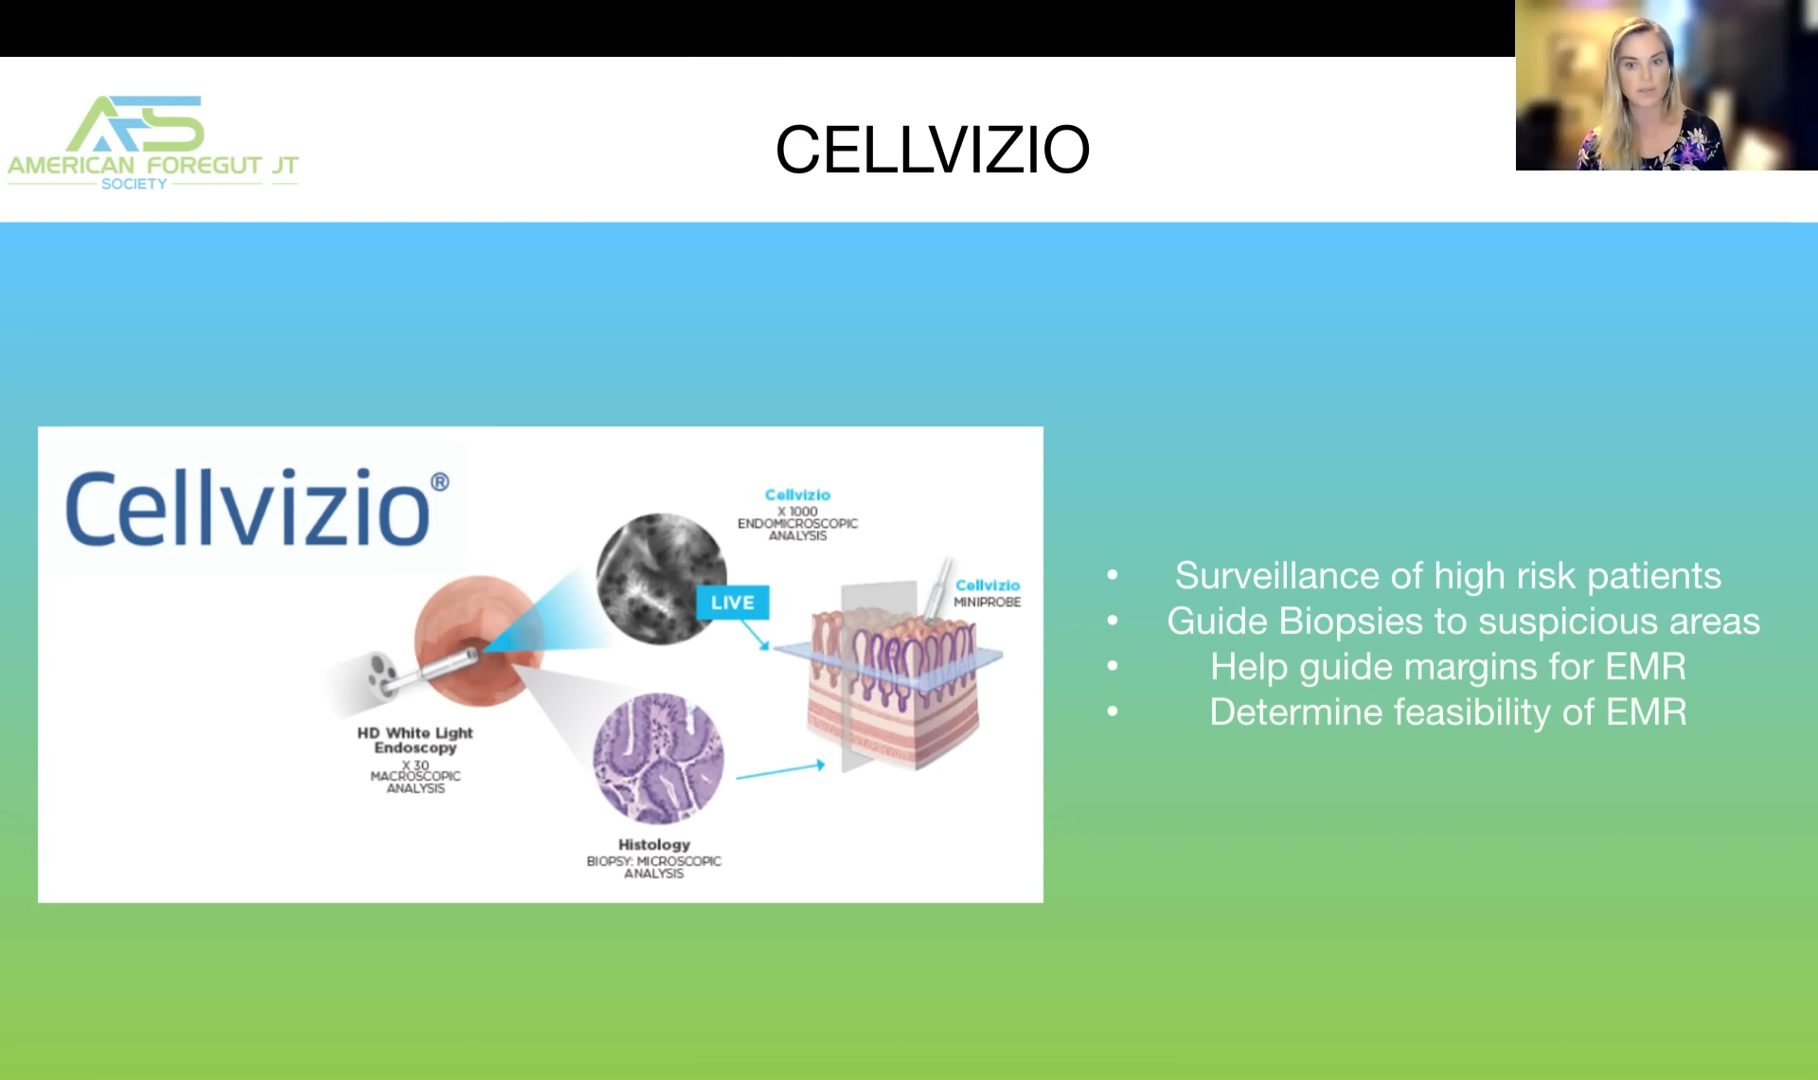 AFS
AMERICAN FOREGUT JT
SOCIETY
CELLVIZIO
Cellvizio®
Cellvizio
X 1000
ENDOMICROSCOPIC
ANALYSIS
LIVE
Cellvizio
MINIPROBE
HD White Light
Endoscopy
X 30
MACROSCOPIC
ANALYSIS
Histology
BIOPSY: MICROSCOPIC
ANALYSIS
• Surveillance of high risk patients
• Guide Biopsies to suspicious areas
• Help guide margins for EMR
• Determine feasibility of EMR